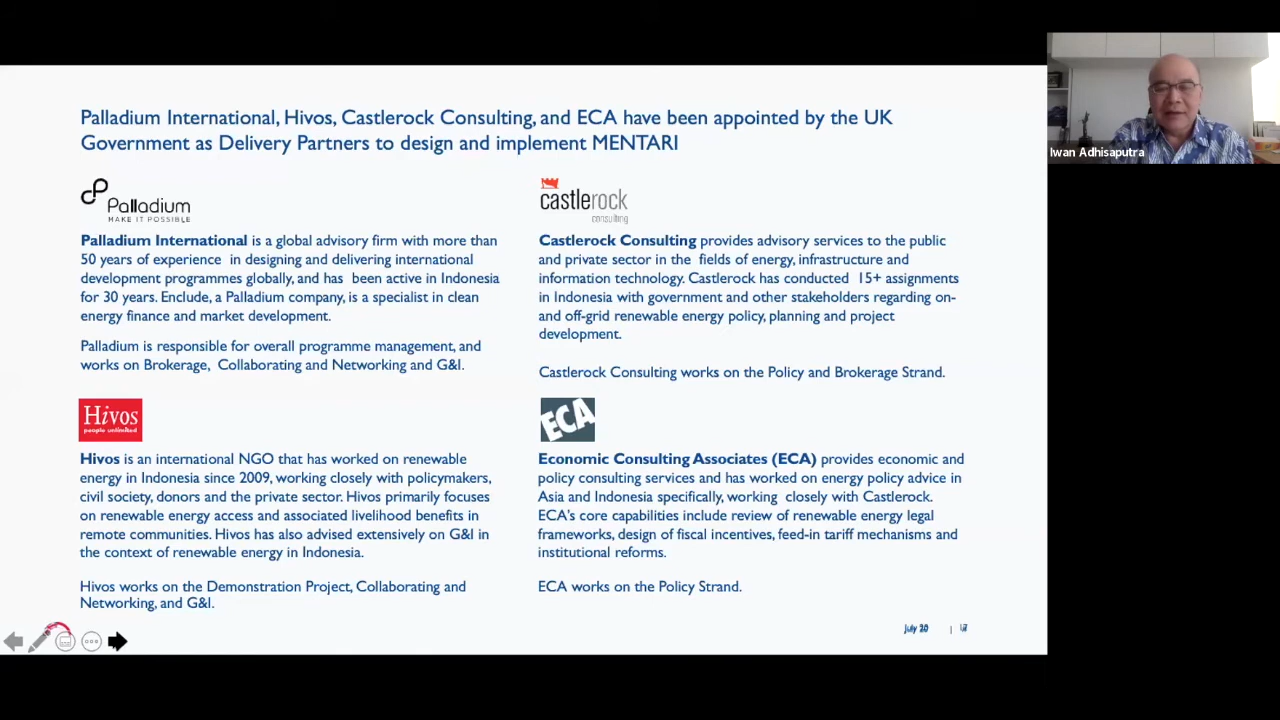 Palladium International, Hivos, Castlerock Consulting, and ECA have been appointed by the UK
Government as Delivery Partners to design and implement MENTARI
Palladium
MAKE IT POSSIBLE
Palladium International is a global advisory firm with more than
50 years of experience in designing and delivering international
development programmes globally, and has been active in Indonesia
for 30 years. Enclude, a Palladium company, is a specialist in clean
energy finance and market development.
Palladium is responsible for overall programme management, and
works on Brokerage, Collaborating and Networking and G&I.
Hivos
people unlimited
Hivos is an international NGO that has worked on renewable
energy in Indonesia since 2009, working closely with policymakers,
civil society, donors and the private sector. Hivos primarily focuses
on renewable energy access and associated livelihood benefits in
remote communities. Hivos has also advised extensively on G&I in
the context of renewable energy in Indonesia.
Hivos works on the Demonstration Project, Collaborating and
Networking, and G&I.
castlerock
consulting
Castlerock Consulting provides advisory services to the public
and private sector in the fields of energy, infrastructure and
information technology. Castlerock has conducted 15+ assignments
in Indonesia with government and other stakeholders regarding on-
and off-grid renewable energy policy, planning and project
development.
Castlerock Consulting works on the Policy and Brokerage Strand.
ECA
Economic Consulting Associates (ECA) provides economic and
policy consulting services and has worked on energy policy advice in
Asia and Indonesia specifically, working closely with Castlerock.
ECA's core capabilities include review of renewable energy legal
frameworks, design of fiscal incentives, feed-in tariff mechanisms and
institutional reforms.
ECA works on the Policy Strand.
July 20 |
Iwan Adhisaputra